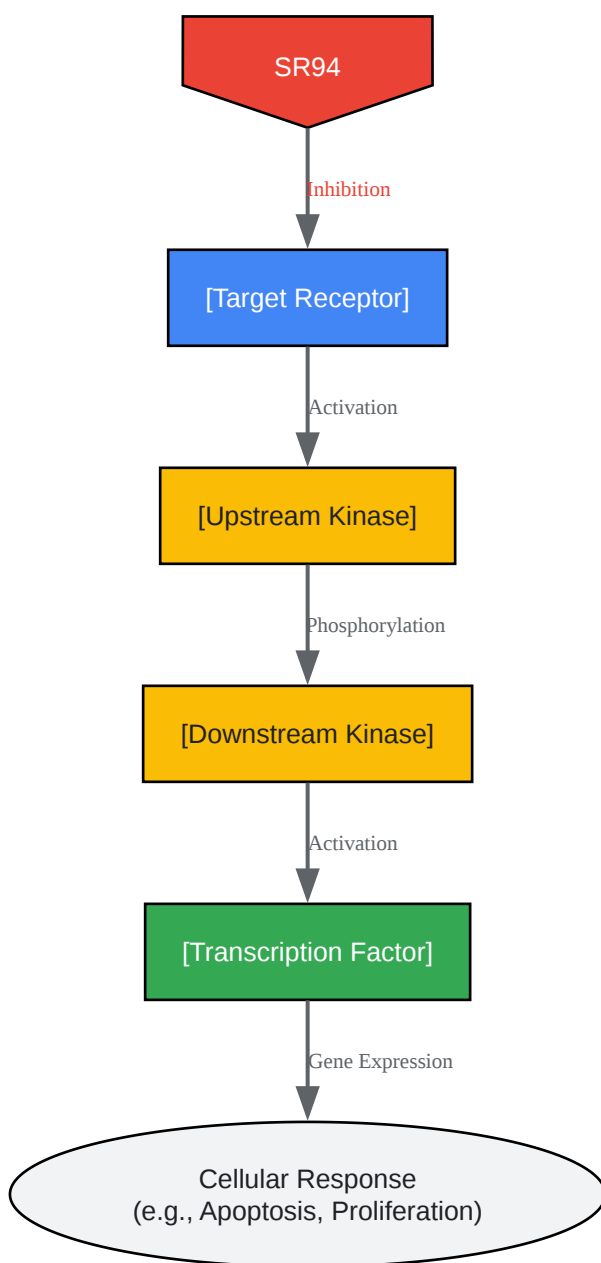 SR94
Inhibition
[Target Receptor]
Activation
[Upstream Kinase]
Phosphorylation
[Downstream Kinase]
Activation
[Transcription Factor]
Gene Expression
Cellular Response
(e.g., Apoptosis, Proliferation)